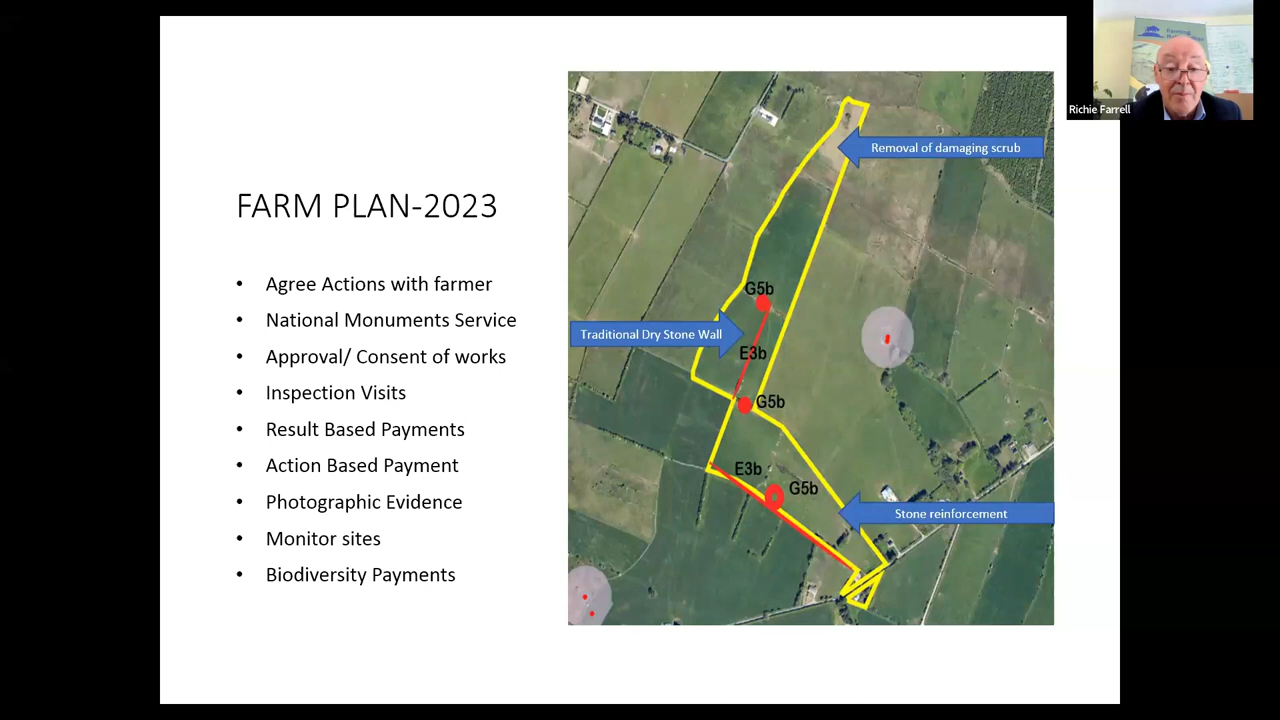 FARM PLAN-2023
• Agree Actions with farmer
• National Monuments Service
• Approval/ Consent of works
• Inspection Visits
• Result Based Payments
• Action Based Payment
• Photographic Evidence
• Monitor sites
• Biodiversity Payments
Removal of damaging scrub
G5b
Traditional Dry Stone Wall
E3b
G5b
E3b
G5b
Stone reinforcement
Richie Farrell